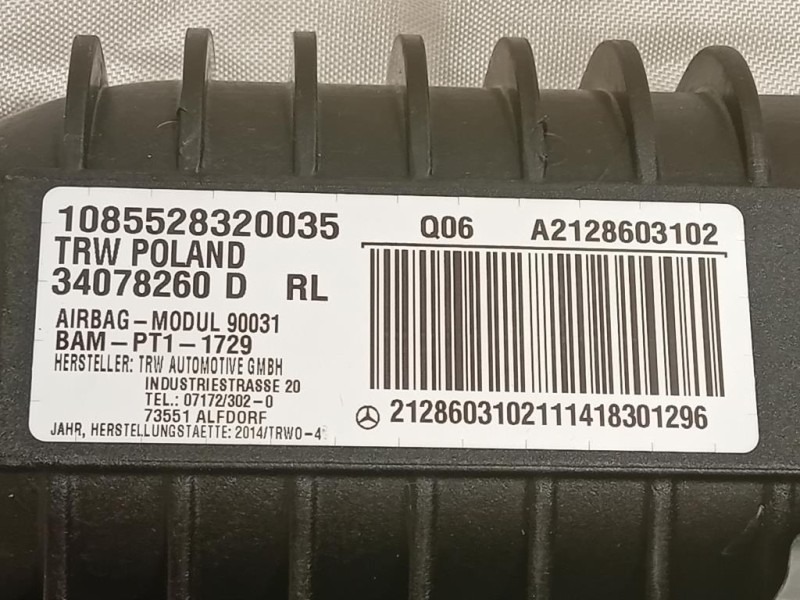 1085528320035
TRW POLAND
34078260 D RL
AIRBAG-MODUL 90031
BAM-PT1-1729
HERSTELLER: TRW AUTOMOTIVE GMBH
INDUSTRIESTRASSE 20
TEL.: 07172/302-0
73551 ALFDORF
JAHR, HERSTELLUNGSTAETTE: 2014/TRWO-4
Q06 A2128603102
2128603102111418301296